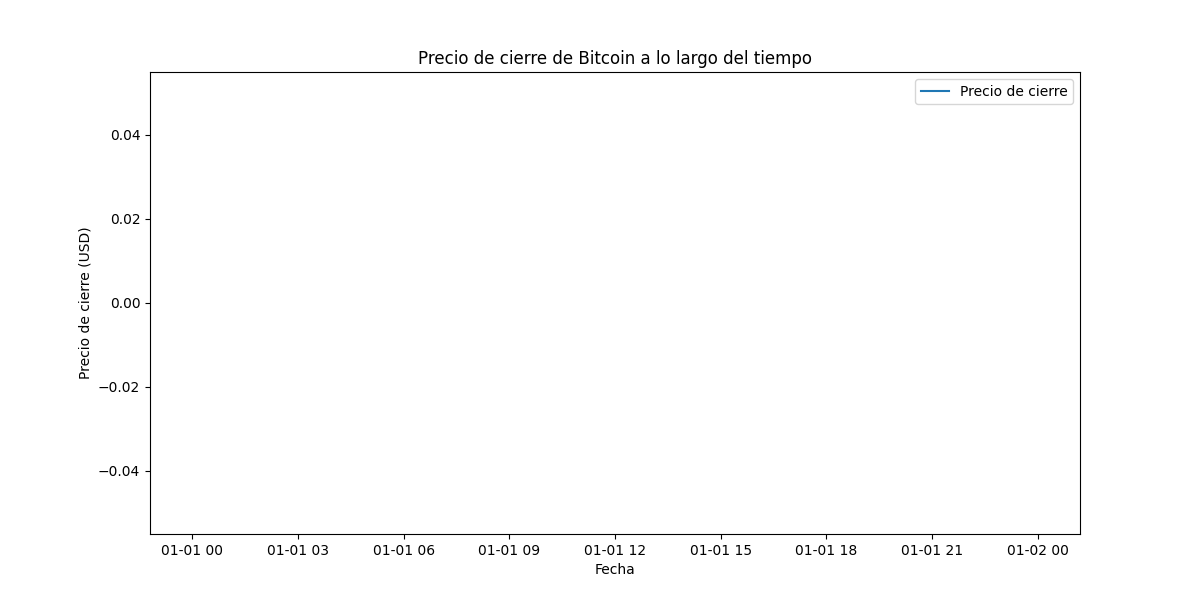 Precio de cierre de Bitcoin a lo largo del tiempo
Precio de cierre
0.04
0.02
0.00
−0.02
−0.04
Precio de cierre (USD)
01-01 00 01-01 03 01-01 06 01-01 09 01-01 12 01-01 15 01-01 18 01-01 21 01-02 00
Fecha